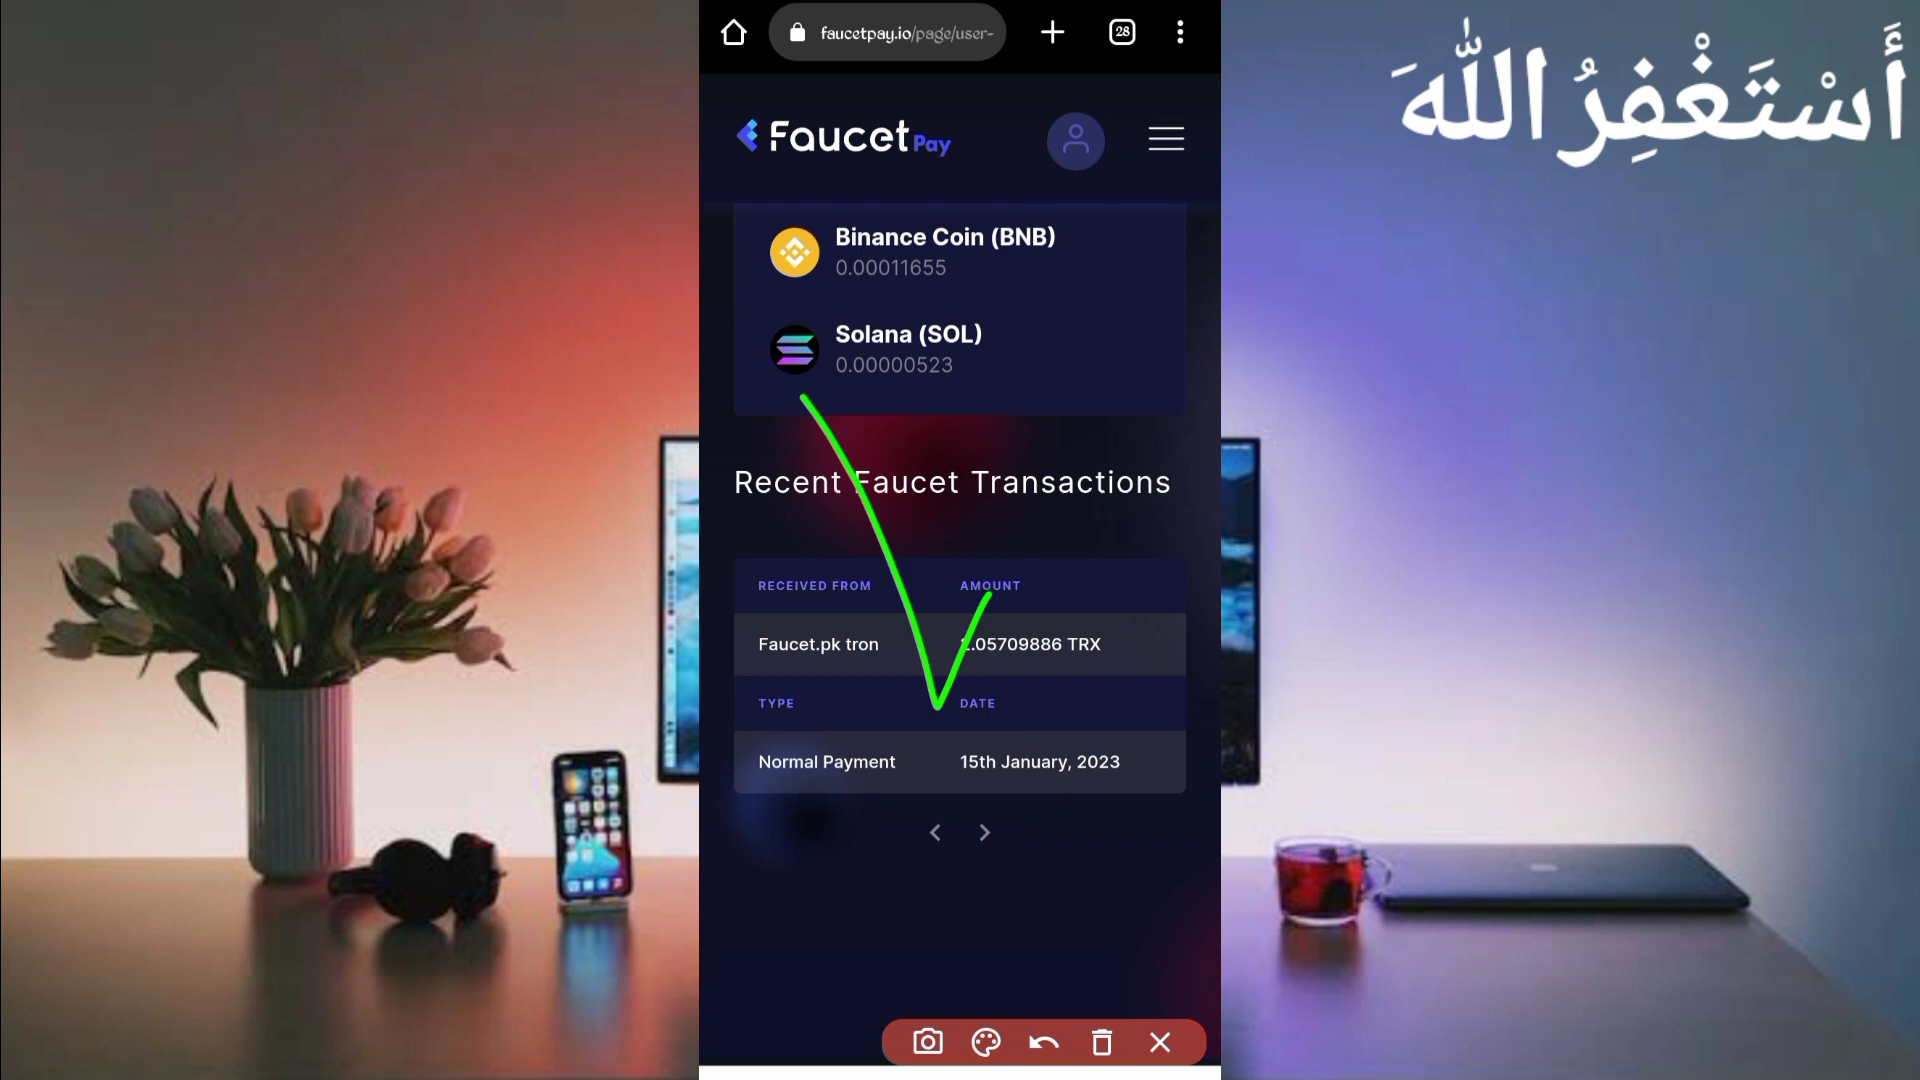 faucetpay.io/page/user-
28
أَسْتَغْفِرُ اللَّهَ
Faucet Pay
Binance Coin (BNB)
0.00011655
Solana (SOL)
0.00000523
Recent Faucet Transactions
RECEIVED FROM AMOUNT
Faucet.pk tron .05709886 TRX
TYPE DATE
Normal Payment 15th January, 2023